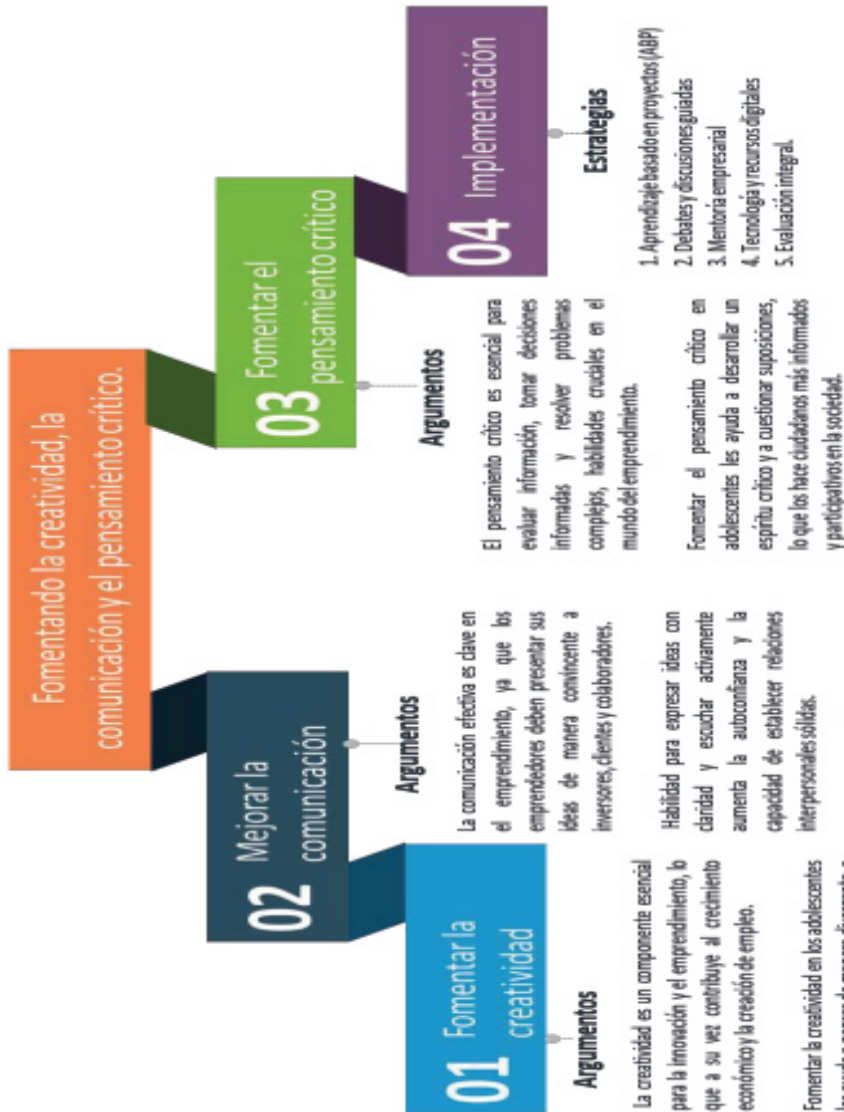 Fomentando la creatividad, la
comunicación y el pensamiento crítico.
01 Fomentar la
creatividad
Argumentos
La creatividad es un componente esencial
para la innovación y el emprendimiento, lo
que a su vez contribuye al crecimiento
económico y la creación de empleo.
Fomentar la creatividad en los adolescentes
02 Mejorar la
comunicación
Argumentos
La comunicación efectiva es clave en
el emprendimiento, ya que los
emprendedores deben presentar sus
ideas de manera convincente a
inversores, clientes y colaboradores.
Habilidad para expresar ideas con
claridad y escuchar activamente
aumenta la autoconfianza y la
capacidad de establecer relaciones
interpersonales sólidas.
03 Fomentar el
pensamiento crítico
Argumentos
El pensamiento crítico es esencial para
evaluar información, tomar decisiones
informadas y resolver problemas
complejos, habilidades cruciales en el
mundo del emprendimiento.
Fomentar el pensamiento crítico en
adolescentes les ayuda a desarrollar un
espíritu crítico y a cuestionar suposiciones,
lo que los hace ciudadanos más informados
y participativos en la sociedad.
04 Implementación
Estrategias
1. Aprendizaje basado en proyectos (ABP)
2. Debates y discusiones guiadas
3. Mentoría empresarial
4. Tecnología y recursos digitales
5. Evaluación integral.